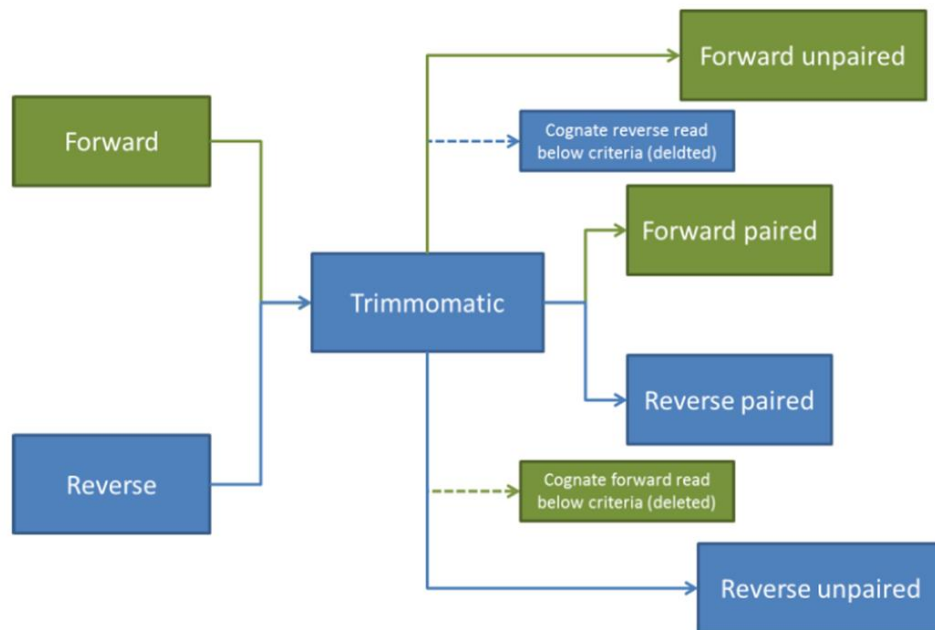 Forward unpaired
Forward
Cognate reverse read
below criteria (deldted)
Forward paired
Trimmomatic
Reverse paired
Reverse
Cognate forward read
below criteria (deleted)
Reverse unpaired